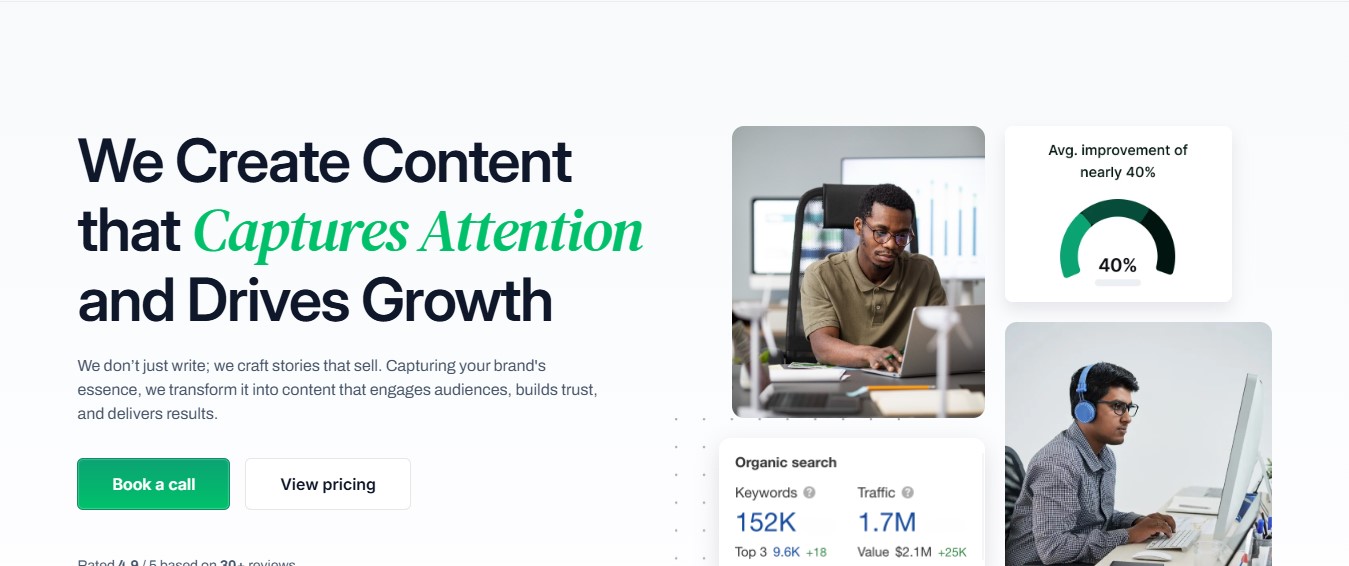 We Create Content
that Captures Attention
and Drives Growth
We don't just write; we craft stories that sell. Capturing your brand's
essence, we transform it into content that engages audiences, builds trust,
and delivers results.
Book a call
View pricing
Rated 4.9 / 5 based on 30+ reviews
Avg. improvement of
nearly 40%
40%
Organic search
Keywords ? Traffic ?
152K 1.7M
Top 3 9.6K +18 Value $2.1M +25K